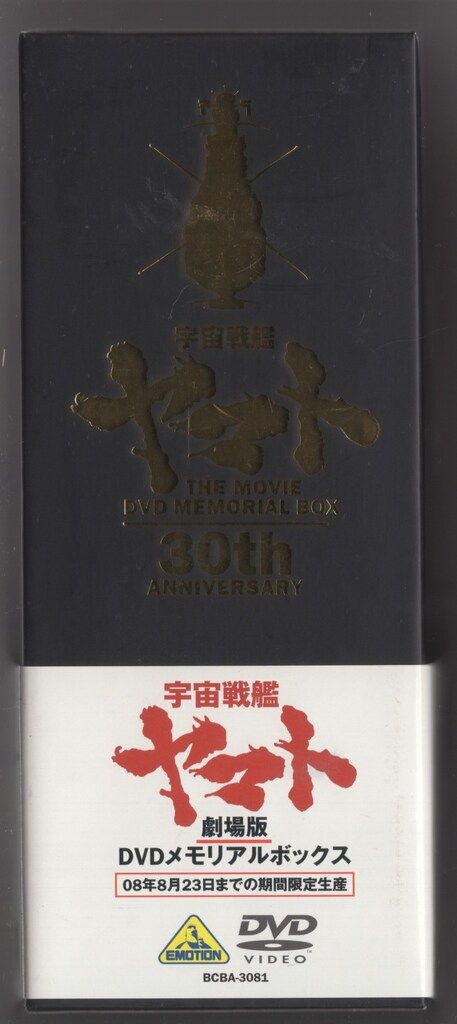 宇宙戦艦
ヤマト
THE MOVIE
DVD MEMORIAL BOX
30th
ANNIVERSARY
宇宙戦艦
ヤマト
劇場版
DVDメモリアルボックス
08年8月23日までの期間限定生産
EMOTION
DVD
VIDEO™
BCBA-3081